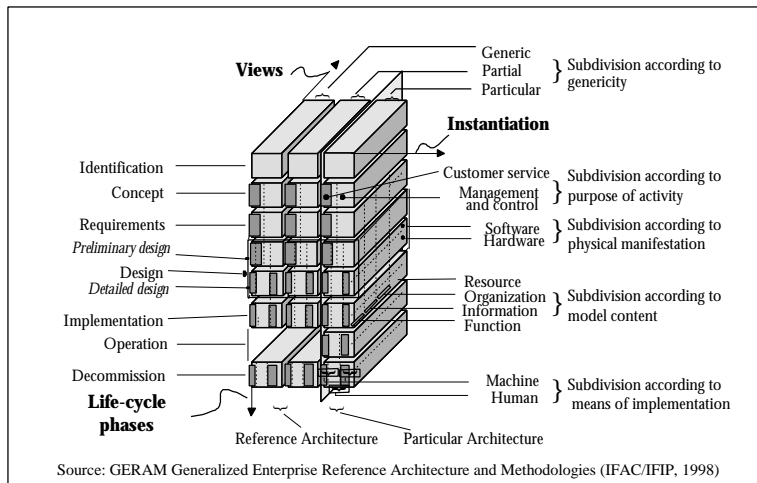 Generic
Views
Partial
Subdivision according to
genericity
Particular
Instantiation
Identification
Customer service
Concept
Management
and control
Subdivision according to
purpose of activity
Requirements
Software
Hardware
Subdivision according to
physical manifestation
Preliminary design
Design
Detailed design
Resource
Organization
Information
Function
Subdivision according to
model content
Implementation
Operation
Decommission
Machine
Human
Subdivision according to
means of implementation
Life-cycle
phases
Reference Architecture
Particular Architecture
Source: GERAM Generalized Enterprise Reference Architecture and Methodologies (IFAC/IFIP, 1998)